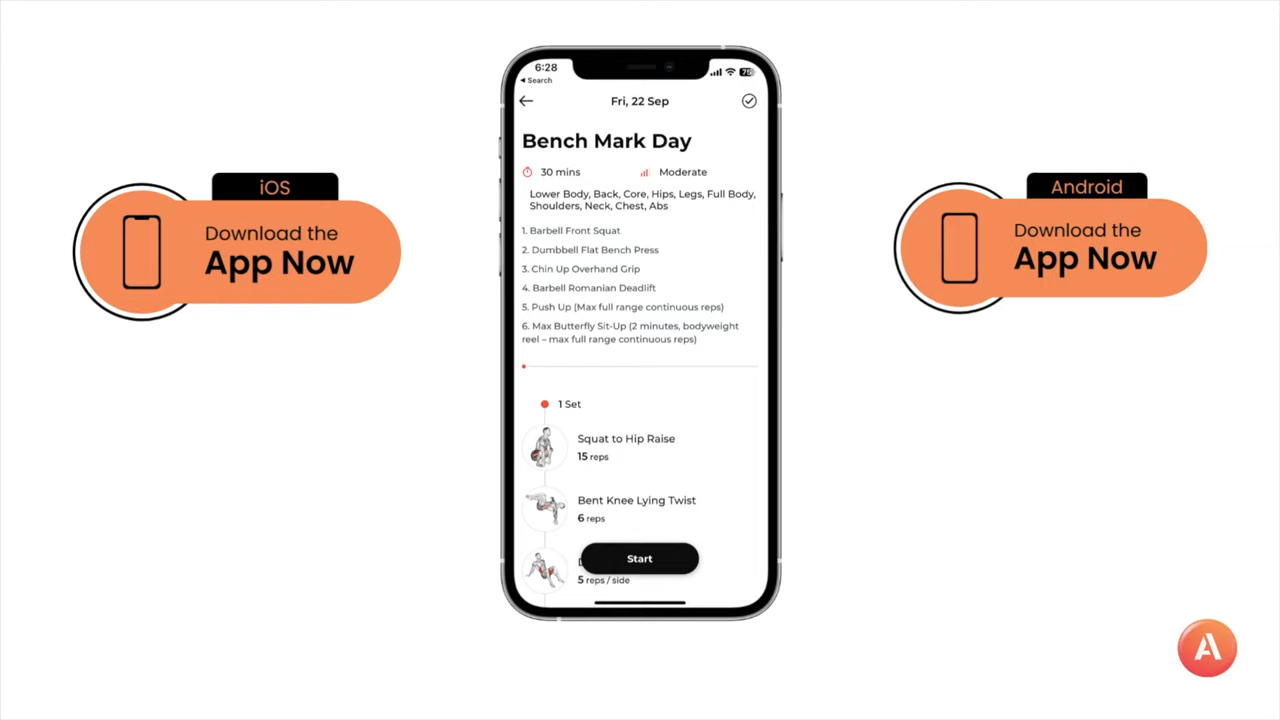 6:28
Search
Fri, 22 Sep
Bench Mark Day
30 mins
Moderate
Lower Body, Back, Core, Hips, Legs, Full Body,
Shoulders, Neck, Chest, Abs
1. Barbell Front Squat
2. Dumbbell Flat Bench Press
3. Chin Up Overhand Grip
4. Barbell Romanian Deadlift
5. Push Up (Max full range continuous reps)
6. Max Butterfly Sit-Up (2 minutes, bodyweight
reel – max full range continuous reps)
1 Set
Squat to Hip Raise
15 reps
Bent Knee Lying Twist
6 reps
Start
5 reps / side
iOS
Download the
App Now
Android
Download the
App Now
A